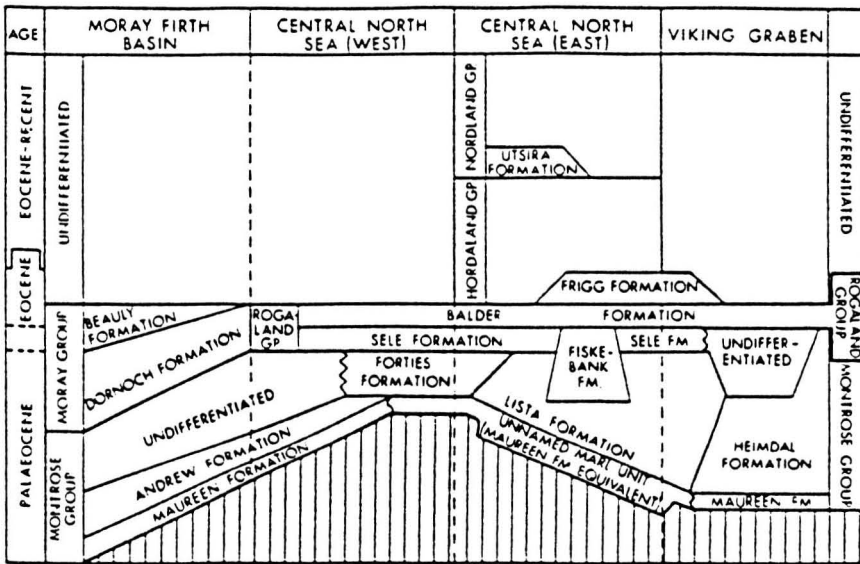 AGE
MORAY FIRTH
BASIN
CENTRAL NORTH
SEA (WEST)
CENTRAL NORTH
SEA (EAST)
VIKING GRABEN
EOCENE-RECENT
EOCENE
PALAEOCENE
UNDIFFERENTIATED
MORAY GROUP
MONTROSE
GROUP
BEAULY
FORMATION
DORNOCH FORMATION
UNDIFFERENTIATED
ANDREW FORMATION
MAUREEN FORMATION
ROGA-
LAND
GP
BALDER FORMATION
SELE FORMATION
FORTIES
FORMATION
NORDLAND GP
HORDALAND GP
UTSIRA
FORMATION
FRIGG FORMATION
FISKE-
BANK
FM.
SELE FM
LISTA FORMATION
UNNAMED MARL UNIT
(MAUREEN FM EQUIVALENT)
UNDIFFER-
ENTIATED
HEIMDAL
FORMATION
MAUREEN FM
UNDIFFERENTIATED
ROGALAND
GROUP
MONTROSE GROUP